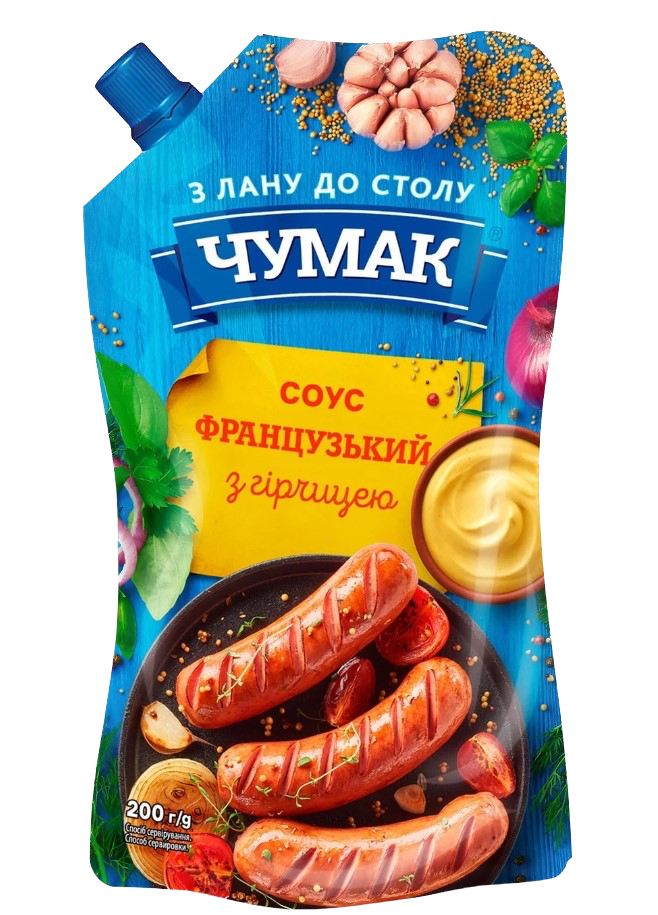 З ЛАНУ ДО СТОЛУ
ЧУМАК ®
СОУС
ФРАНЦУЗЬКИЙ
з гірчицею
200 г/g
Спосіб сервірування.
Способ сервировки.